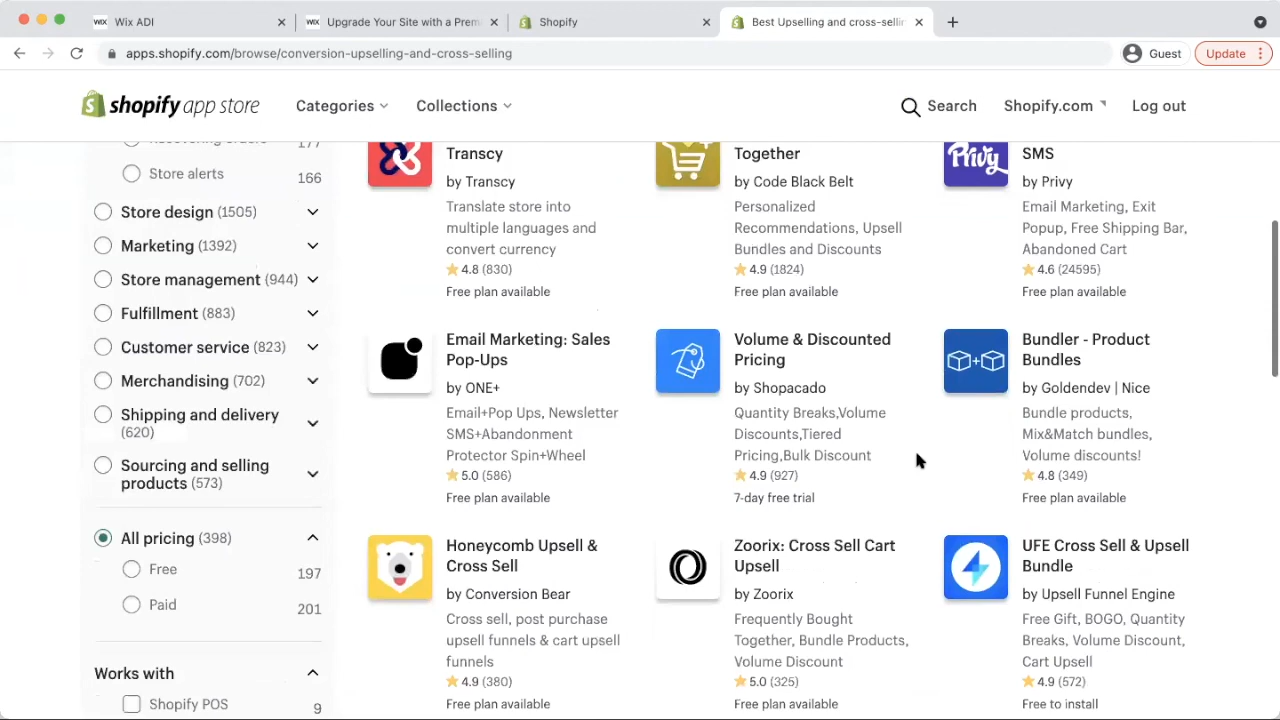 Wix ADI
Upgrade Your Site with a Prem
Shopify
Best Upselling and cross-sellin
apps.shopify.com/browse/conversion-upselling-and-cross-selling
Guest
Update
shopify app store
Categories
Collections
Search
Shopify.com
Log out
Recovering orders
177
Store alerts
166
Store design (1505)
Marketing (1392)
Store management (944)
Fulfillment (883)
Customer service (823)
Merchandising (702)
Shipping and delivery
(620)
Sourcing and selling
products (573)
All pricing (398)
Free
197
Paid
201
Works with
Shopify POS
9
Transcy
by Transcy
Translate store into
multiple languages and
convert currency
4.8 (830)
Free plan available
Together
by Code Black Belt
Personalized
Recommendations, Upsell
Bundles and Discounts
4.9 (1824)
Free plan available
Privy
SMS
by Privy
Email Marketing, Exit
Popup, Free Shipping Bar,
Abandoned Cart
4.6 (24595)
Free plan available
Email Marketing: Sales
Pop-Ups
by ONE+
Email+Pop Ups, Newsletter
SMS+Abandonment
Protector Spin+Wheel
5.0 (586)
Free plan available
Volume & Discounted
Pricing
by Shopacado
Quantity Breaks,Volume
Discounts,Tiered
Pricing,Bulk Discount
4.9 (927)
7-day free trial
Bundler - Product
Bundles
by Goldendev | Nice
Bundle products,
Mix&Match bundles,
Volume discounts!
4.8 (349)
Free plan available
Honeycomb Upsell &
Cross Sell
by Conversion Bear
Cross sell, post purchase
upsell funnels & cart upsell
funnels
4.9 (380)
Free plan available
Zoorix: Cross Sell Cart
Upsell
by Zoorix
Frequently Bought
Together, Bundle Products,
Volume Discount
5.0 (325)
Free plan available
UFE Cross Sell & Upsell
Bundle
by Upsell Funnel Engine
Free Gift, BOGO, Quantity
Breaks, Volume Discount,
Cart Upsell
4.9 (572)
Free to install